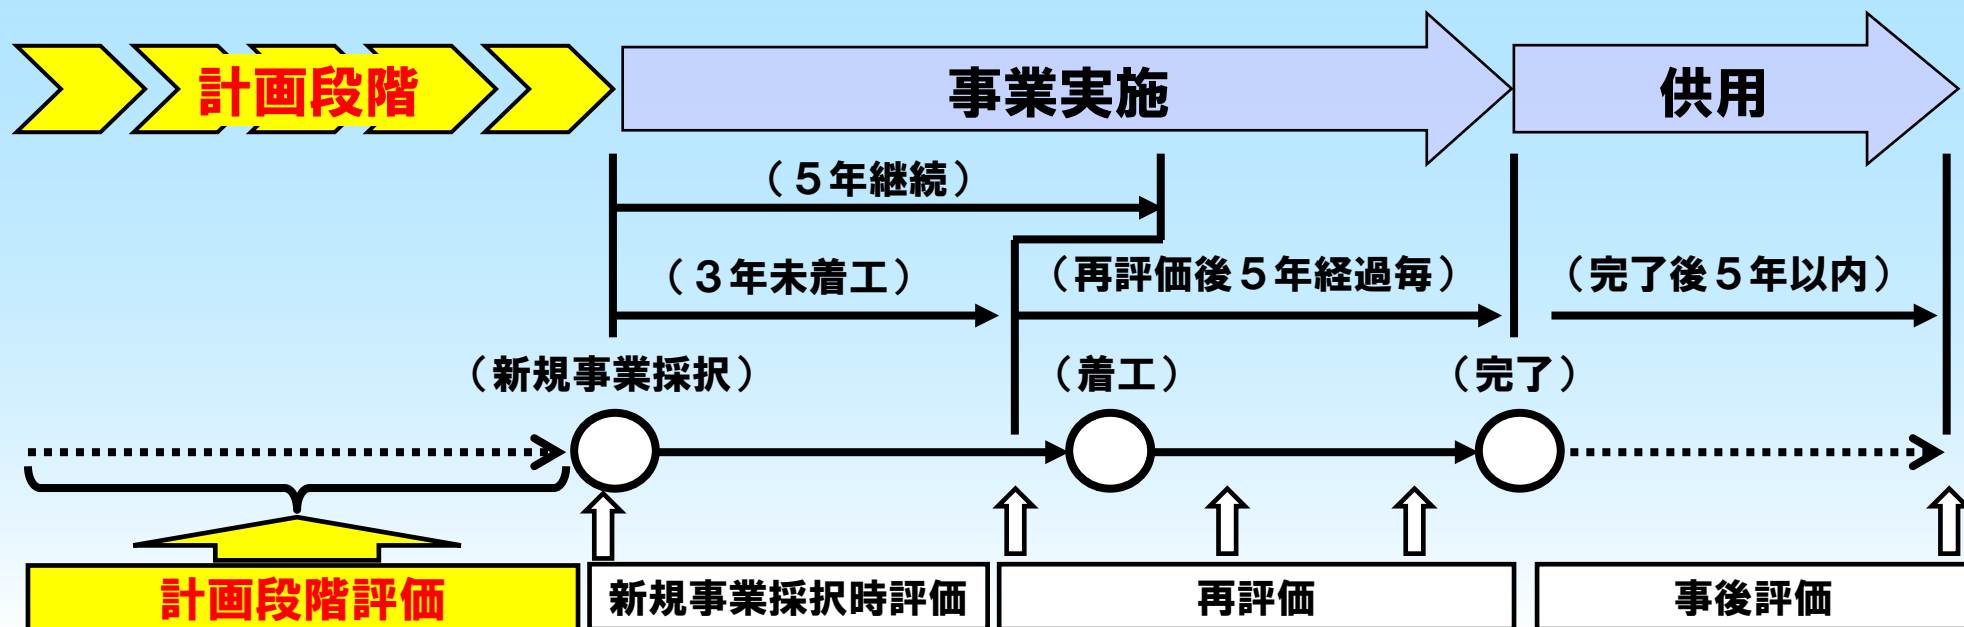 計画段階
事業実施
供用
（５年継続）
（３年未着工）
（再評価後５年経過毎）
（完了後５年以内）
（新規事業採択）
（着工）
（完了）
計画段階評価
新規事業採択時評価
再評価
事後評価